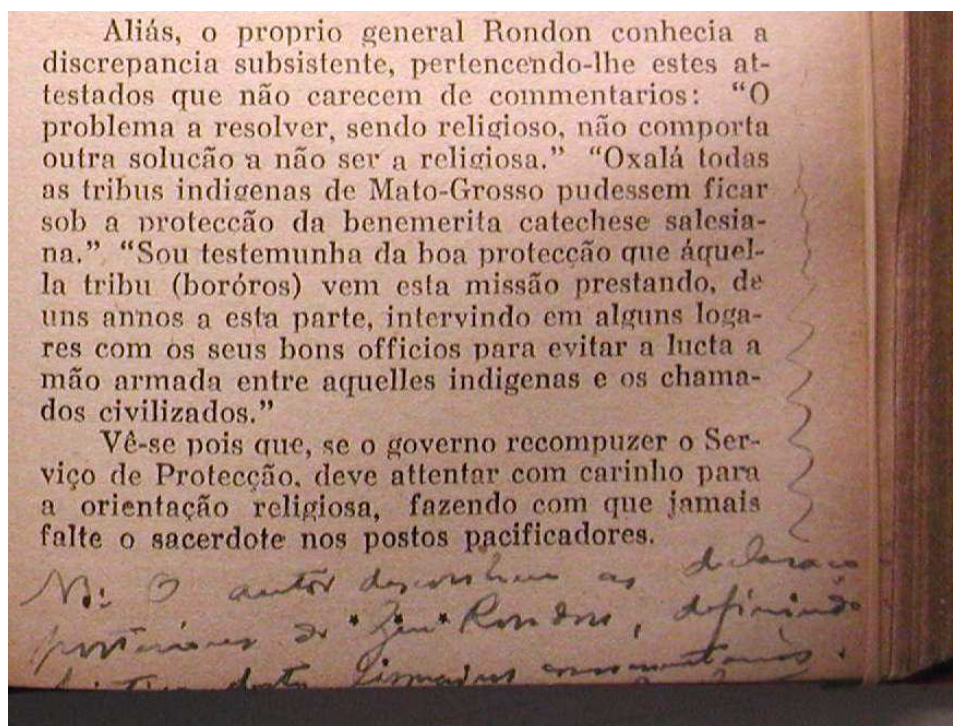 Aliás, o proprio general Rondon conhecia a
discrepancia subsistente, pertencendo-lhe estes at-
testados que não carecem de commentarios: “O
problema a resolver, sendo religioso, não comporta
outra solucão a não ser a religiosa.” “Oxalá todas
as tribus indigenas de Mato-Grosso pudessem ficar
sob a protecção da benemerita catechese salesia-
na.” “Sou testemunha da boa protecção que áquel-
la tribu (boróros) vem esta missão prestando, de
uns annos a esta parte, intervindo em alguns loga-
res com os seus bons officios para evitar a lucta a
mão armada entre aquelles indigenas e os chama-
dos civilizados.”
Vê-se pois que, se o governo recompuzer o Ser-
viço de Protecção, deve attentar com carinho para
a orientação religiosa, fazendo com que jamais
falte o sacerdote nos postos pacificadores.
NB: O autor desconhece as
posteriores do Gen. Rondon, definindo
* * *